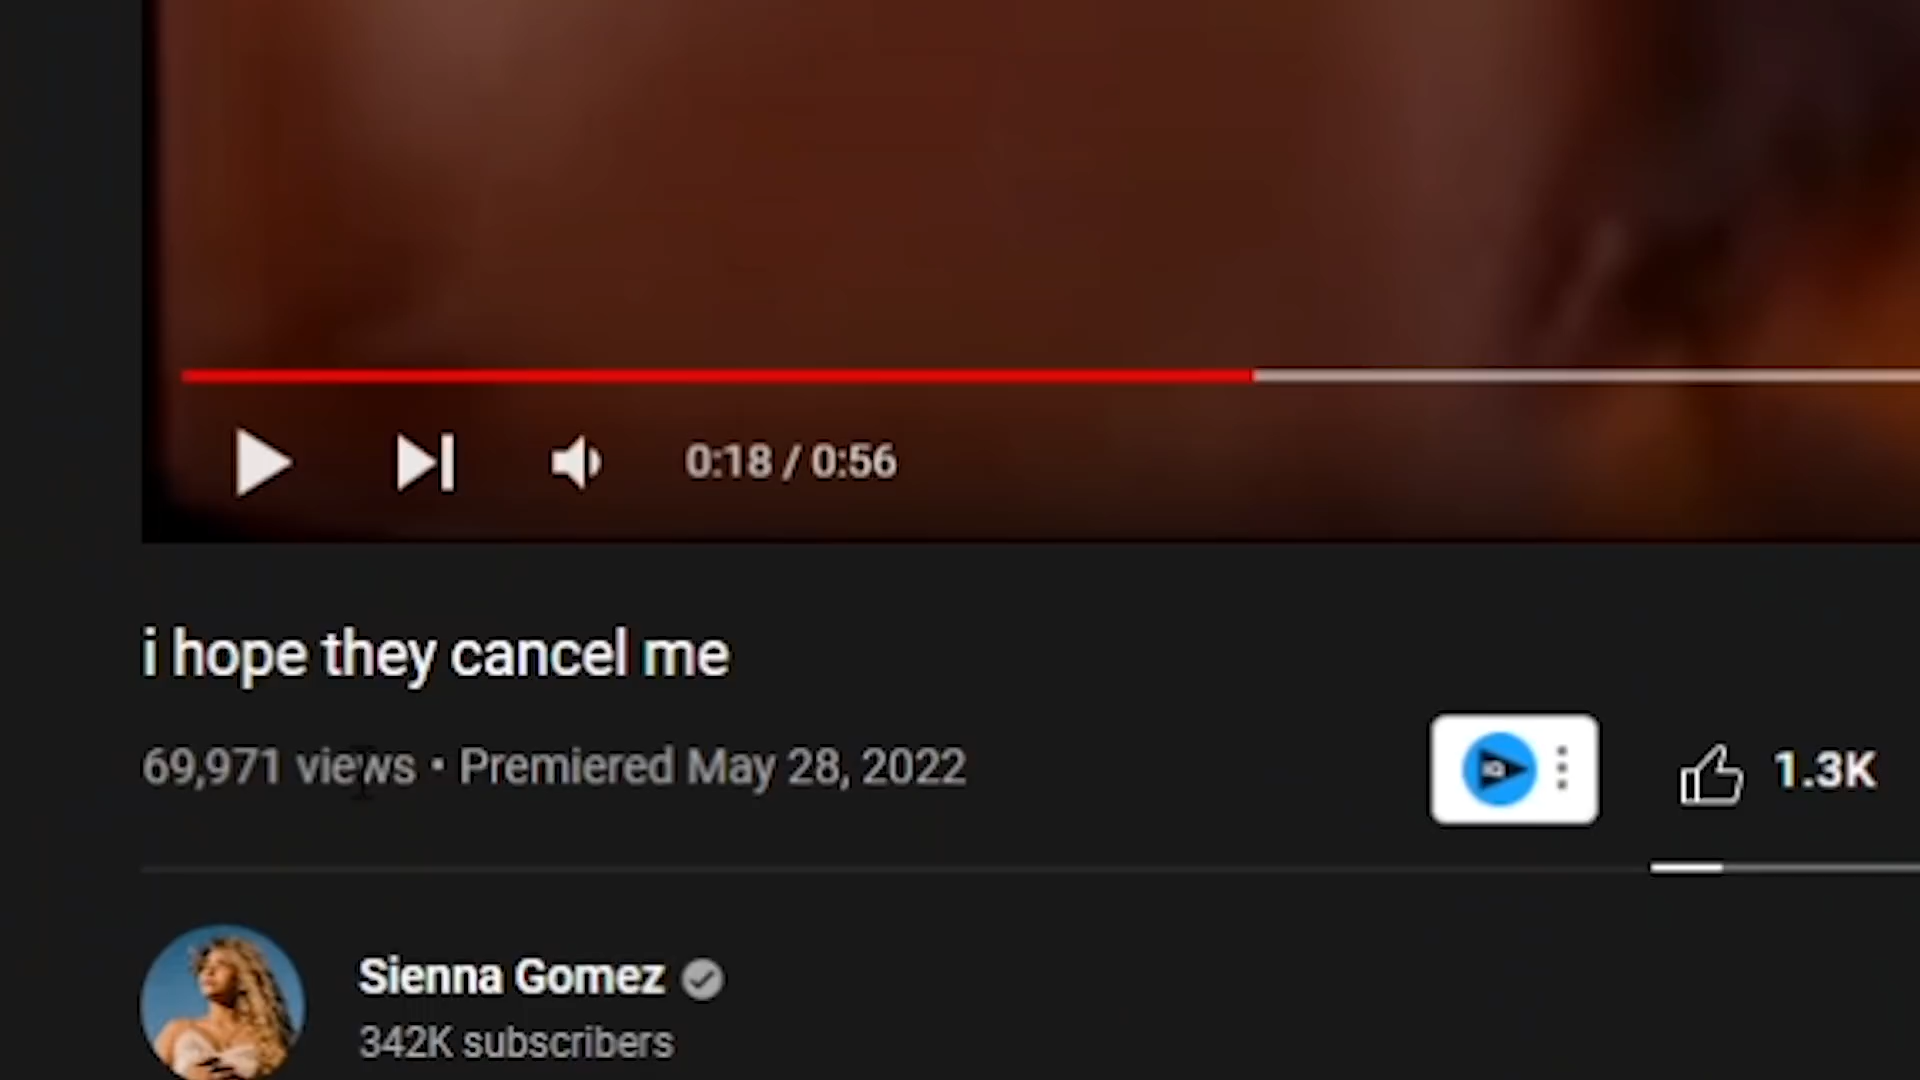 0:18 / 0:56
i hope they cancel me
69,971 views • Premiered May 28, 2022
1.3K
Sienna Gomez
342K subscribers